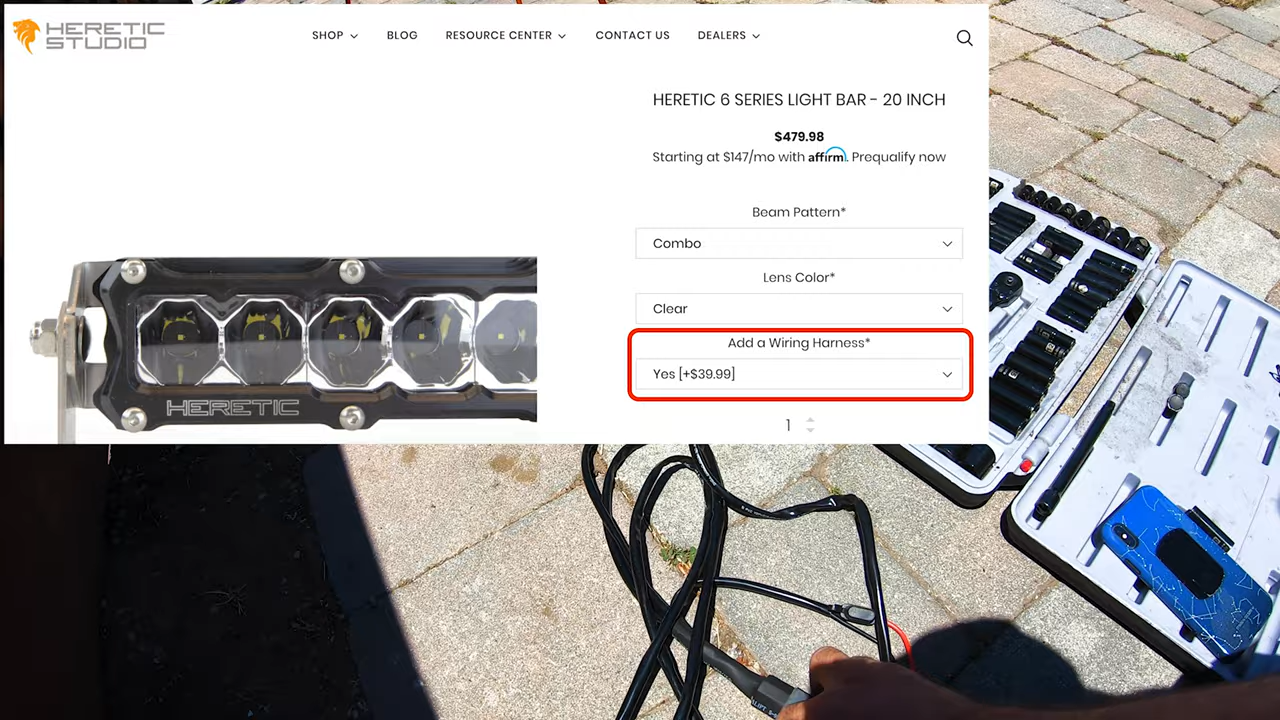 HERETIC
STUDIO
SHOP
BLOG
RESOURCE CENTER
CONTACT US
DEALERS
HERETIC 6 SERIES LIGHT BAR - 20 INCH
$479.98
Starting at $147/mo with affirm. Prequalify now
Beam Pattern*
Combo
Lens Color*
Clear
Add a Wiring Harness*
Yes [+$39.99]
1
HERETIC